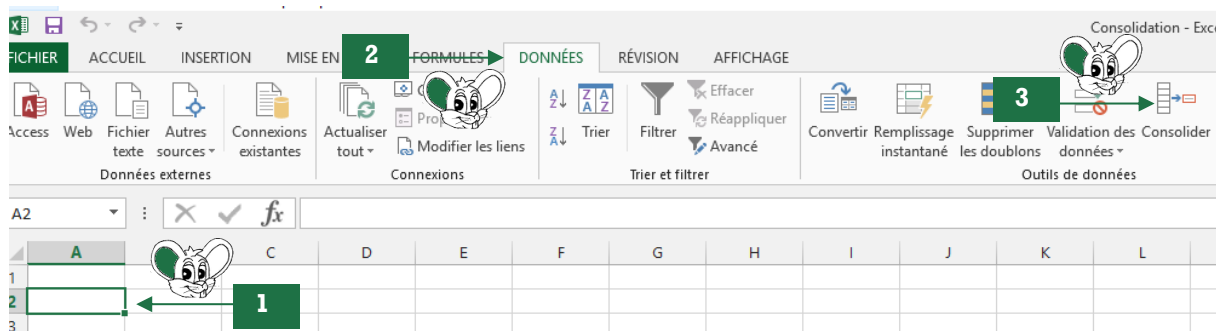 Consolidation - Exc
FICHIER ACCUEIL INSERTION MISE EN 2 FORMULES DONNÉES RÉVISION AFFICHAGE
Access Web Fichier texte Autres sources Connexions existantes
Données externes
Actualiser tout
Modifier les liens
Connexions
Trier
Filtrer
Effacer
Réappliquer
Avancé
Trier et filtrer
Convertir Remplissage instantané Supprimer les doublons Validation des données Consolider
3
Outils de données
A2 fx
A C D E F G H I J K L
1
2 1
3